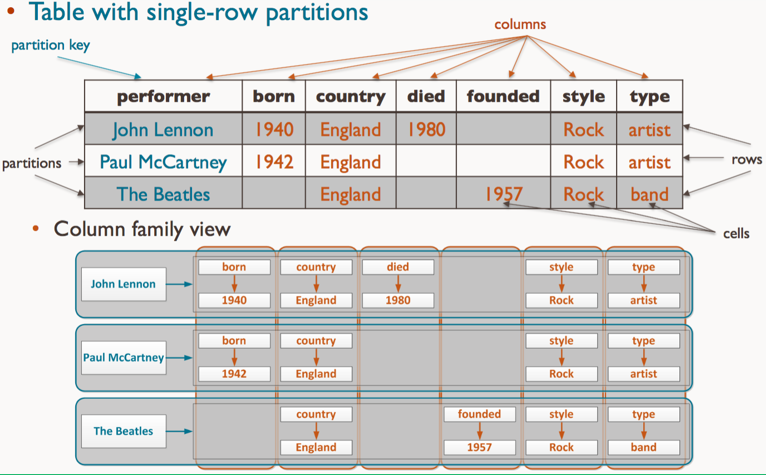 • Table with single-row partitions
columns
partition key
performer born country died founded style type
John Lennon 1940 England 1980 Rock artist
partitions Paul McCartney 1942 England Rock artist rows
The Beatles England 1957 Rock band
• Column family view
cells
born country died style type
John Lennon
1940 England 1980 Rock artist
born country style type
Paul McCartney
1942 England Rock artist
country founded style type
The Beatles
England 1957 Rock band